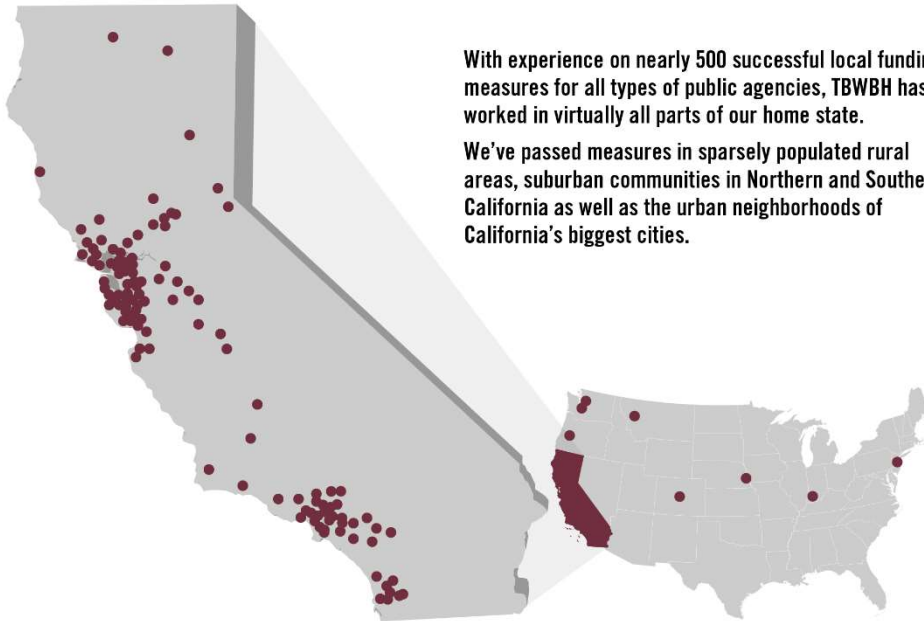 With experience on nearly 500 successful local fundin
measures for all types of public agencies, TBWBH has
worked in virtually all parts of our home state.
We've passed measures in sparsely populated rural
areas, suburban communities in Northern and Southe
California as well as the urban neighborhoods of
California's biggest cities.